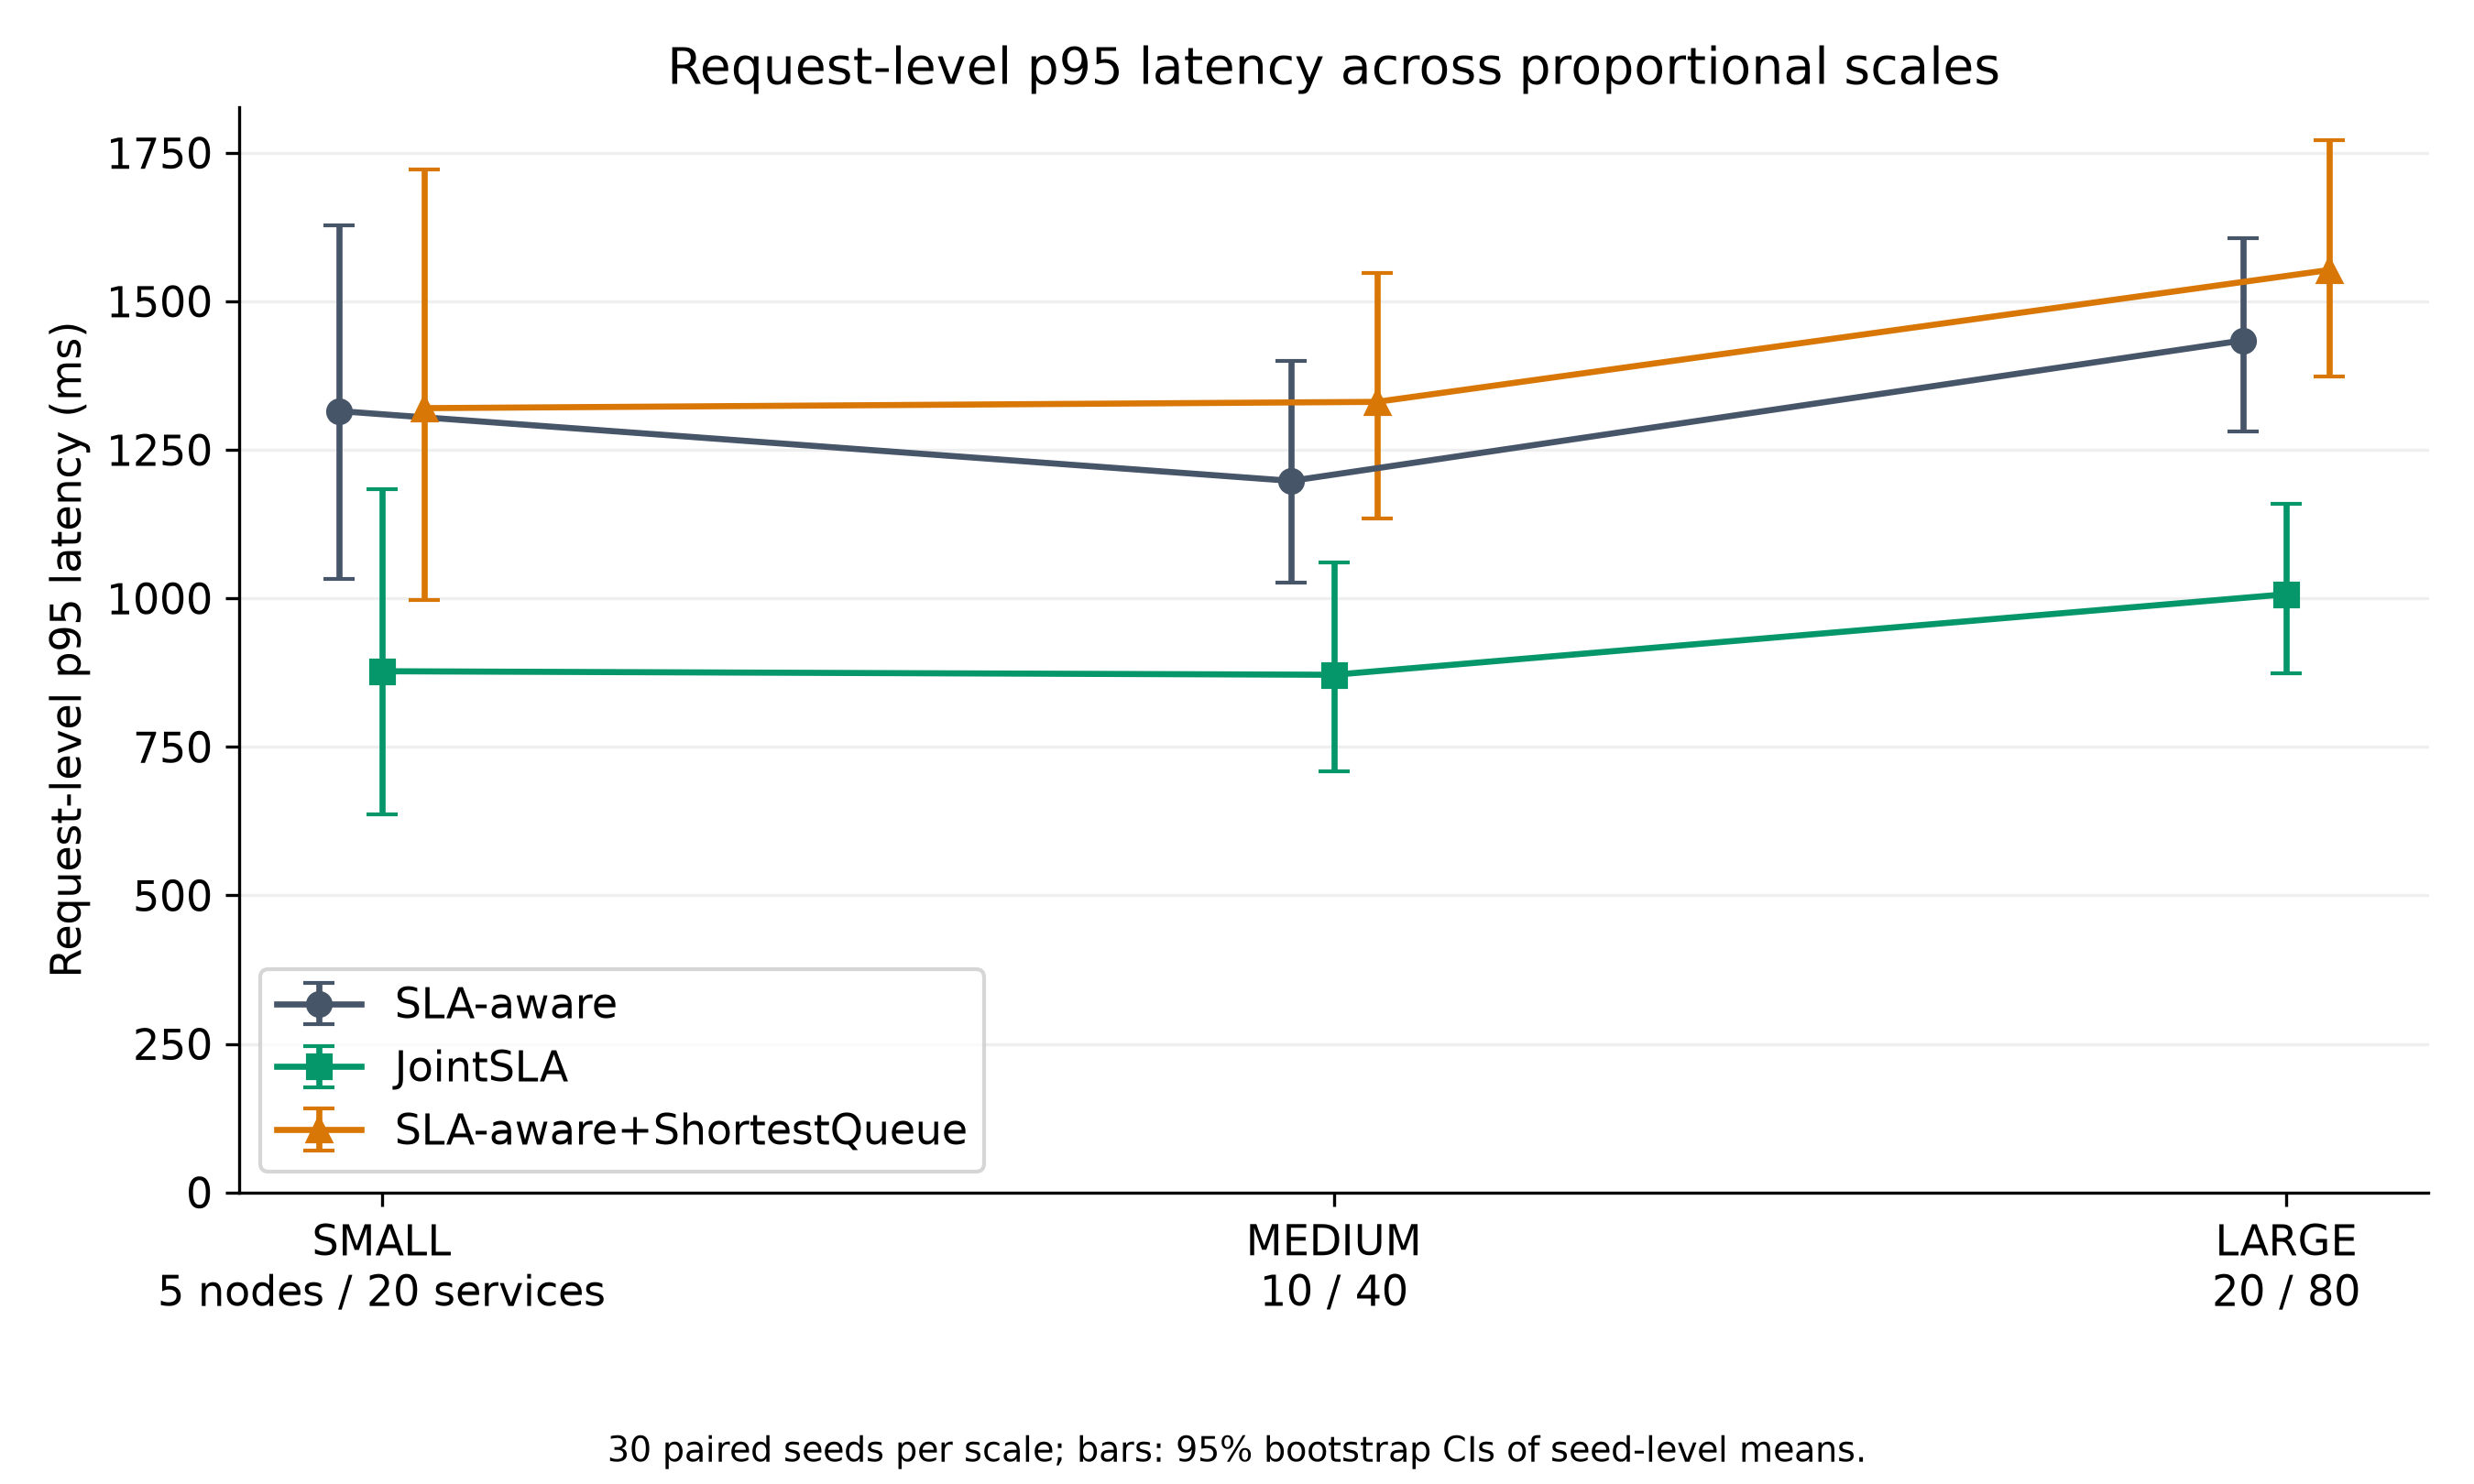 Request-level p95 latency across proportional scales
Request-level p95 latency (ms)
1750
1500
1250
1000
750
500
250
0
SLA-aware
JointSLA
SLA-aware+ShortestQueue
SMALL
5 nodes / 20 services
MEDIUM
10 / 40
LARGE
20 / 80
30 paired seeds per scale; bars: 95% bootstrap CIs of seed-level means.